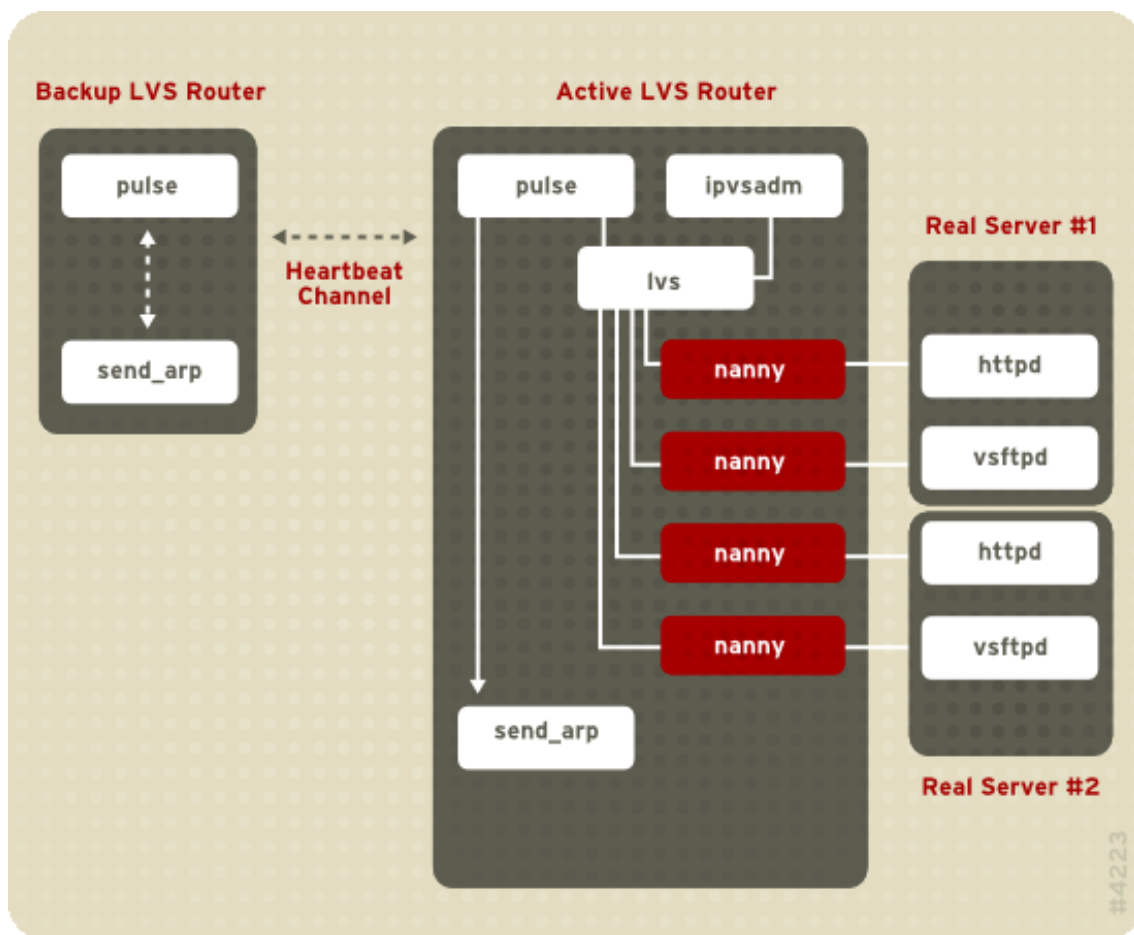 Backup LVS Router
pulse
send_arp
Heartbeat
Channel
Active LVS Router
pulse
ipvsadm
lvs
nanny
nanny
nanny
nanny
send_arp
Real Server #1
httpd
vsftpd
httpd
vsftpd
Real Server #2
#4223